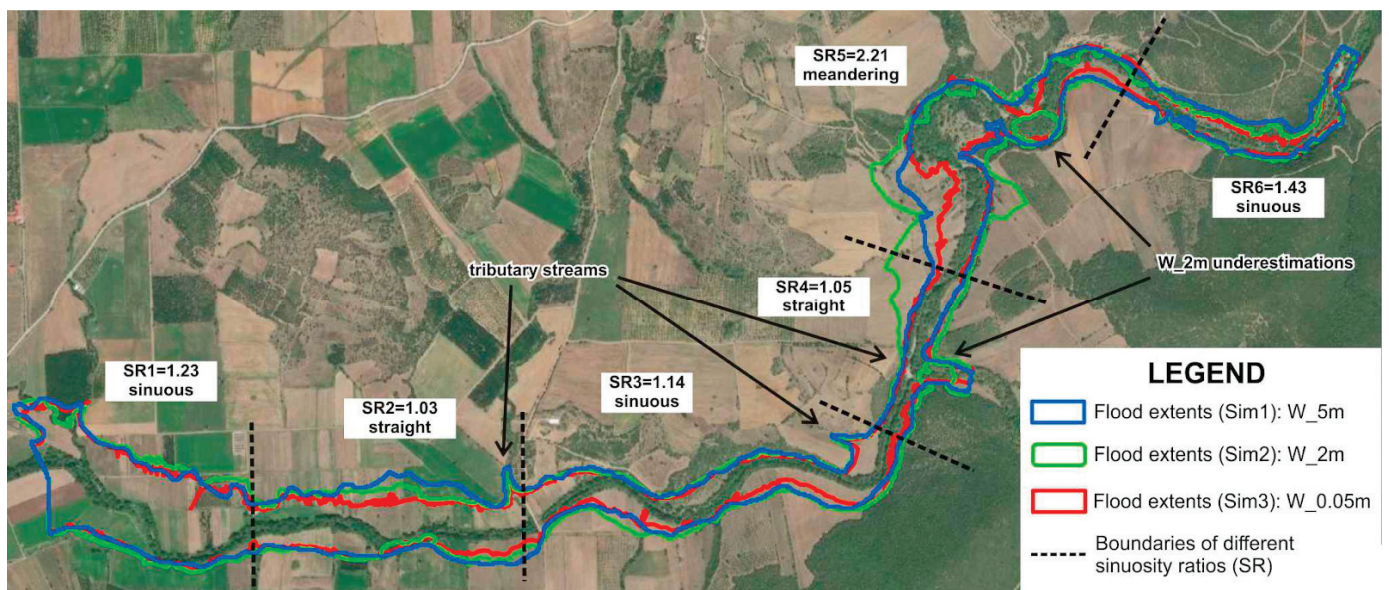 SR5=2.21
meandering
SR6=1.43
sinuous
tributary streams
W_2m underestimations
SR4=1.05
straight
SR1=1.23
sinuous
SR2=1.03
straight
SR3=1.14
sinuous
LEGEND
Flood extents (Sim1): W_5m
Flood extents (Sim2): W_2m
Flood extents (Sim3): W_0.05m
Boundaries of different
sinuosity ratios (SR)